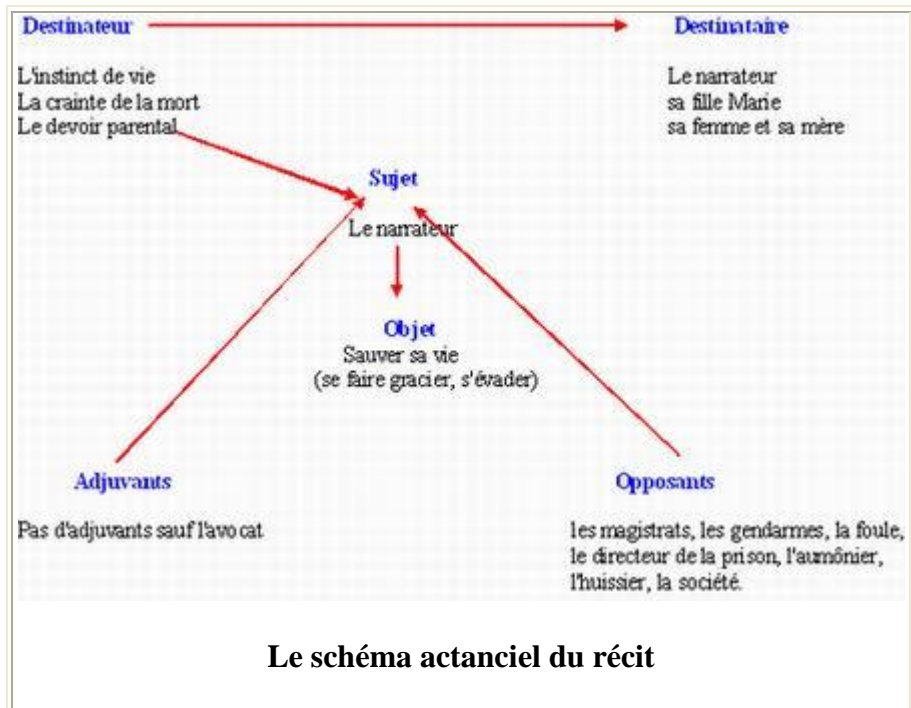 Destinateur
Destinataire
L'instinct de vie
La crainte de la mort
Le devoir parental
Le narrateur
sa fille Marie
sa femme et sa mère
Sujet
Le narrateur
Objet
Sauver sa vie
(se faire gracier, s'évader)
Adjuvants
Opposants
Pas d'adjuvants sauf l'avocat
les magistrats, les gendarmes, la foule,
le directeur de la prison, l'aumônier,
l'huissier, la société.
Le schéma actanciel du récit